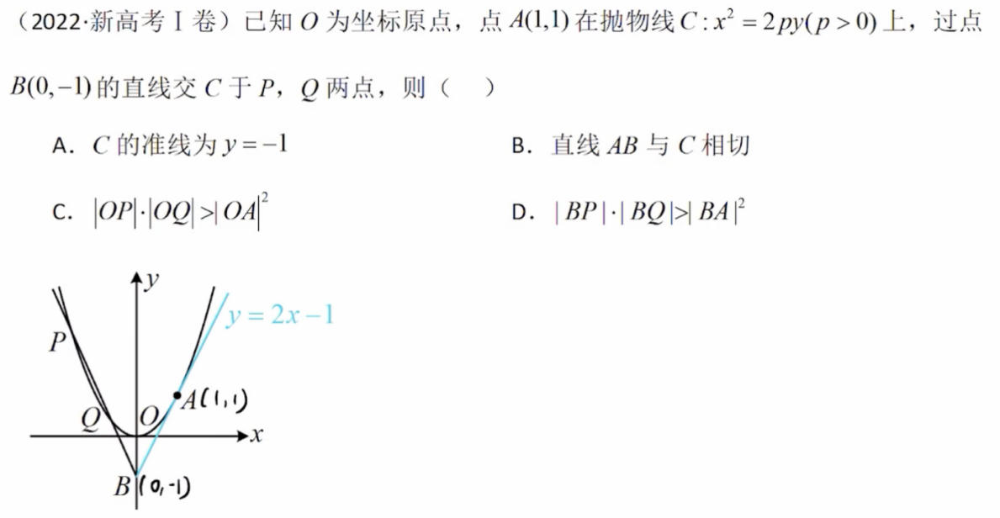 （2022·新高考Ⅰ卷）已知 O 为坐标原点，点 A(1,1) 在抛物线 C : x² = 2py(p > 0) 上，过点
B(0,−1) 的直线交 C 于 P，Q 两点，则（　）
A． C 的准线为 y = −1
B． 直线 AB 与 C 相切
C． |OP|·|OQ|>|OA|²
D． |BP|·|BQ|>|BA|²
y
y = 2x − 1
P
A(1,1)
Q
O
x
B(0,-1)